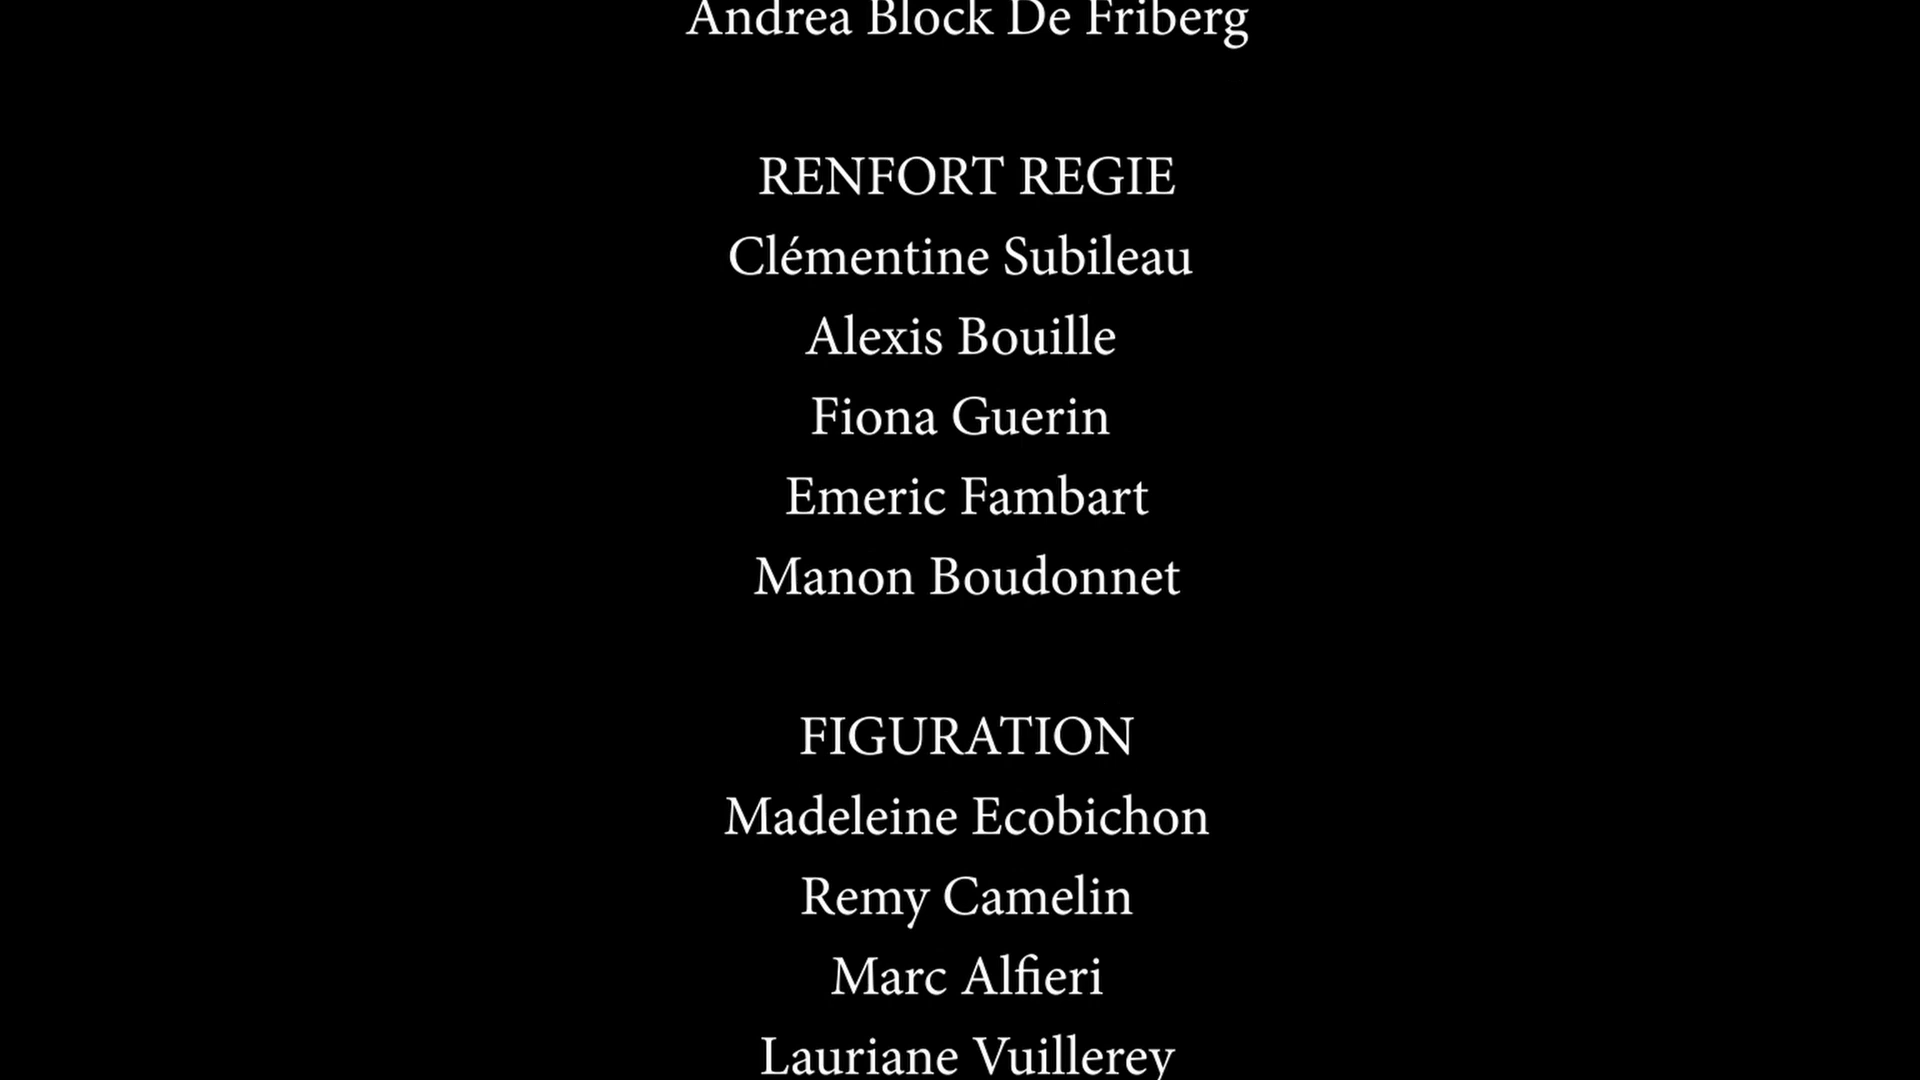 Andrea Block De Friberg
RENFORT REGIE
Clémentine Subileau
Alexis Bouille
Fiona Guerin
Emeric Fambart
Manon Boudonnet
FIGURATION
Madeleine Ecobichon
Remy Camelin
Marc Alfieri
Lauriane Vuillerey